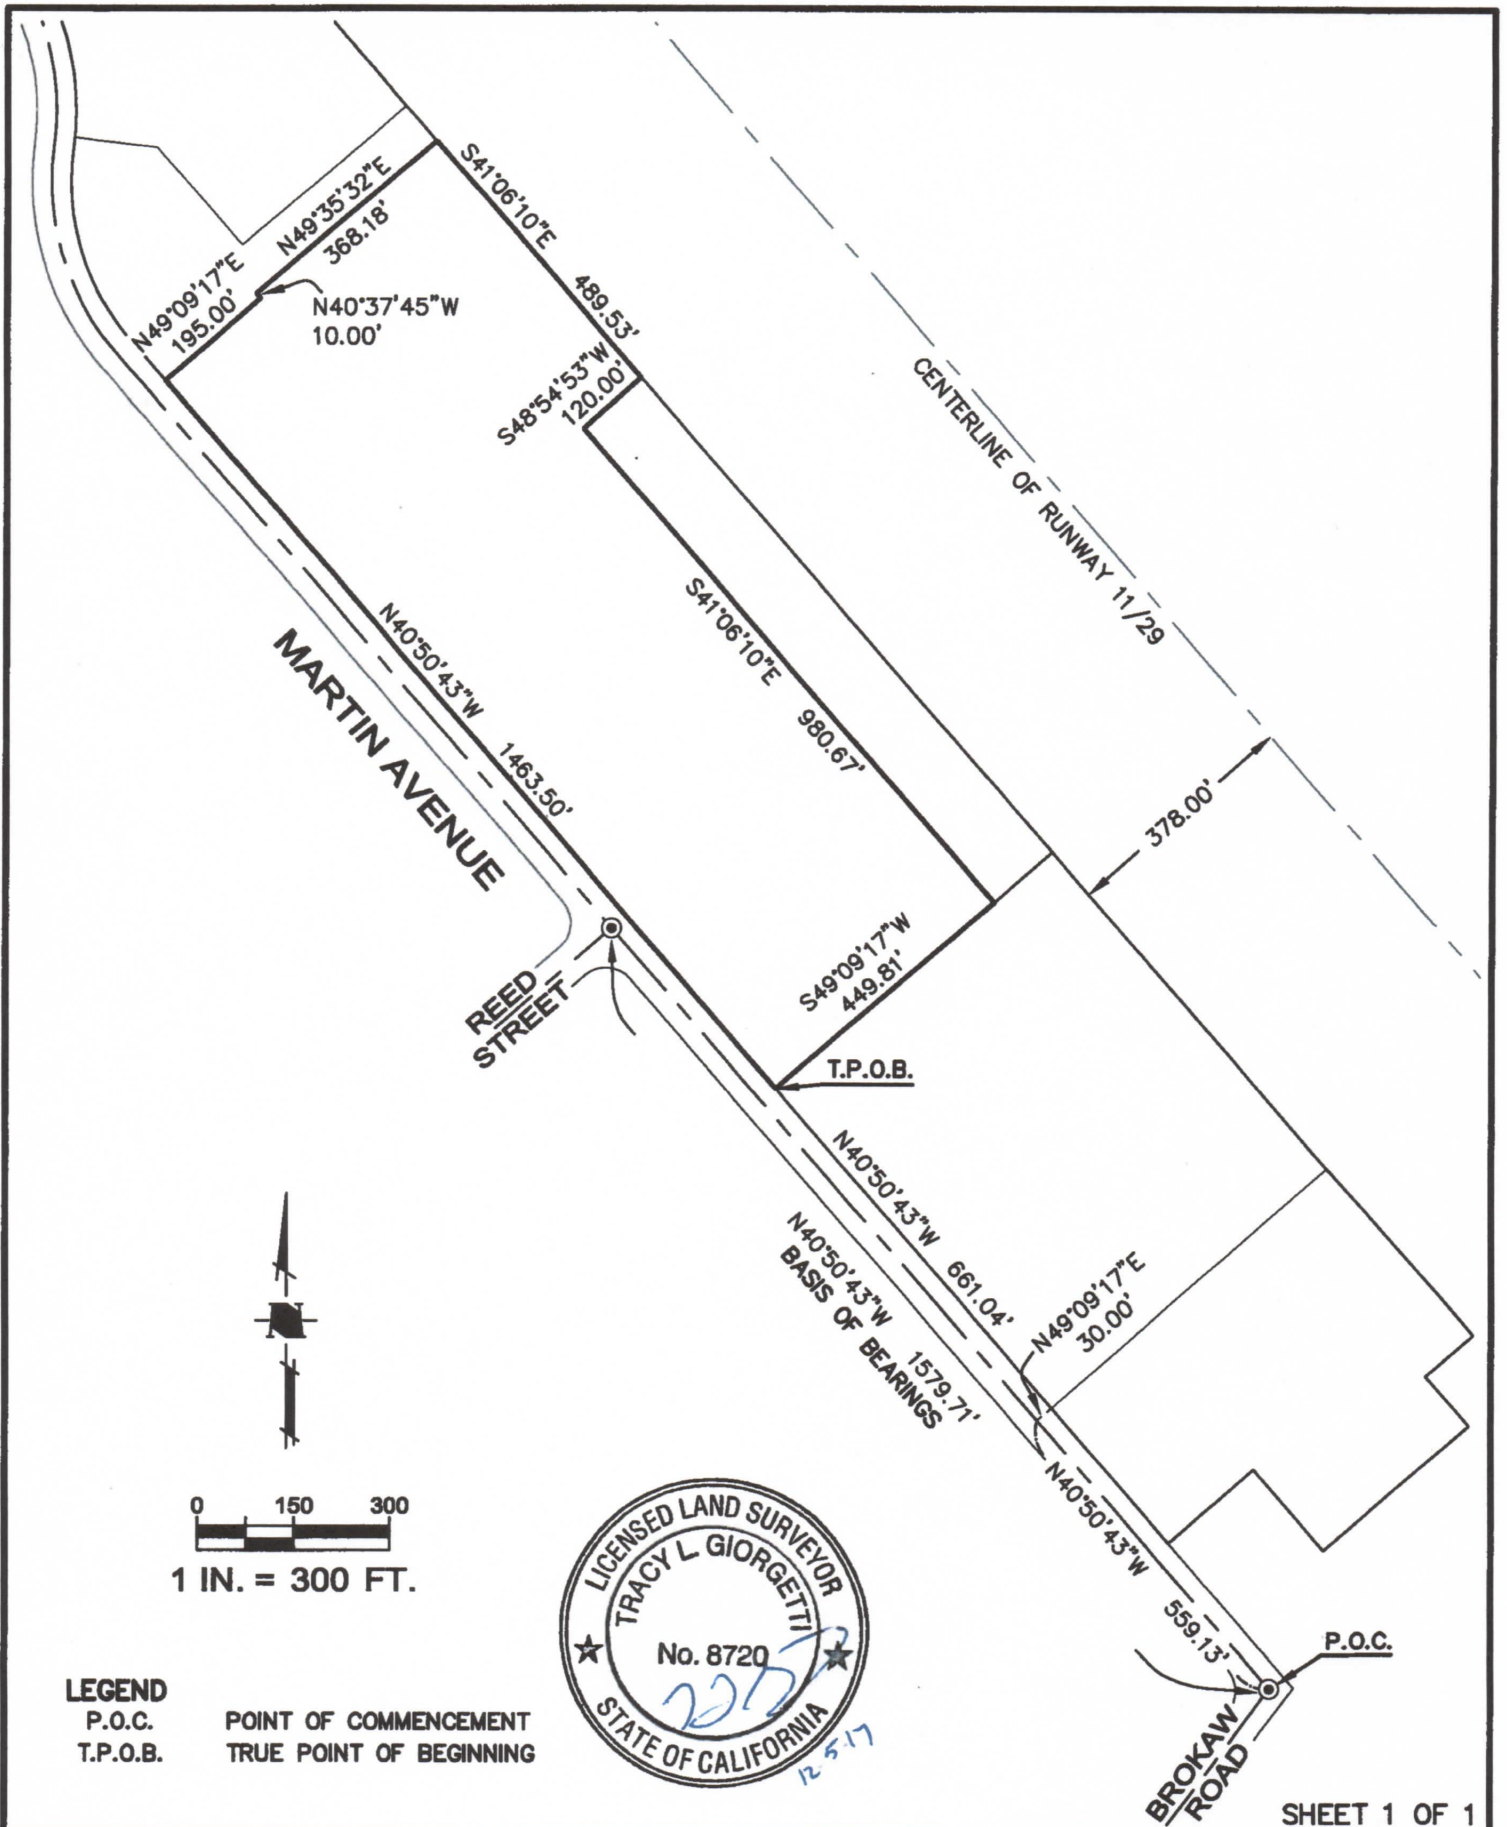 N49°09'17"E
195.00'
N49°35'32"E
368.18'
N40°37'45"W
10.00'
S41°06'10"E
489.53'
S48°54'53"W
120.00'
CENTERLINE OF RUNWAY 11/29
S41°06'10"E
980.67'
N40°50'43"W
1463.50'
MARTIN AVENUE
378.00'
S49°09'17"W
449.81'
REED
STREET
T.P.O.B.
N40°50'43"W
661.04'
N40°50'43"W
1579.71'
BASIS OF BEARINGS
N49°09'17"E
30.00'
N40°50'43"W
559.13'
P.O.C.
BROKAW
ROAD
N
0 150 300
1 IN. = 300 FT.
LICENSED LAND SURVEYOR
TRACY L. GIORGETTI
No. 8720
STATE OF CALIFORNIA
12-5-17
LEGEND
P.O.C. POINT OF COMMENCEMENT
T.P.O.B. TRUE POINT OF BEGINNING
SHEET 1 OF 1